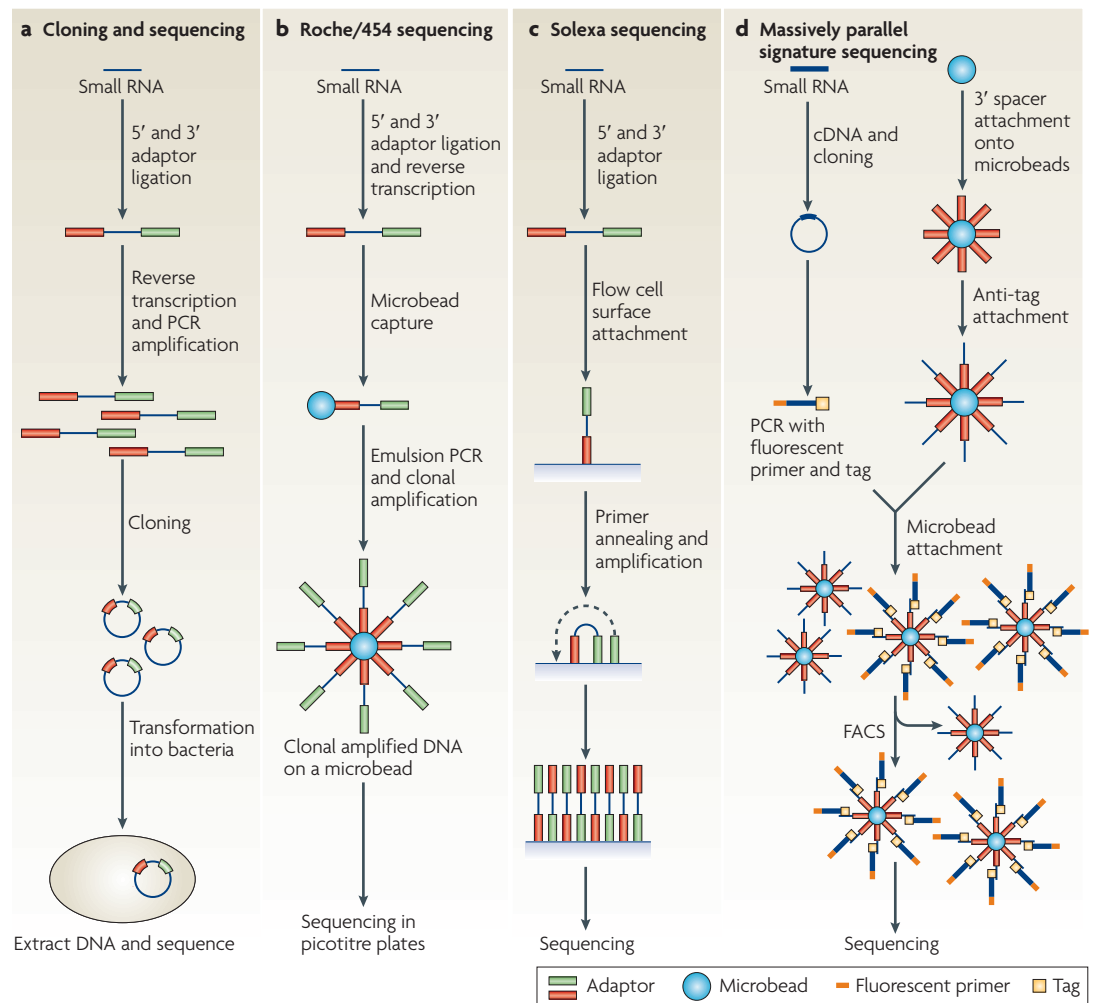 a Cloning and sequencing
Small RNA
5′ and 3′
adaptor
ligation
Reverse
transcription
and PCR
amplification
Cloning
Transformation
into bacteria
Extract DNA and sequence
b Roche/454 sequencing
Small RNA
5′ and 3′
adaptor ligation
and reverse
transcription
Microbead
capture
Emulsion PCR
and clonal
amplification
Clonal amplified DNA
on a microbead
Sequencing in
picotitre plates
c Solexa sequencing
Small RNA
5′ and 3′
adaptor
ligation
Flow cell
surface
attachment
Primer
annealing and
amplification
Sequencing
d Massively parallel
signature sequencing
Small RNA
cDNA and
cloning
PCR with
fluorescent
primer and tag
3′ spacer
attachment
onto
microbeads
Anti-tag
attachment
Microbead
attachment
FACS
Sequencing
Adaptor
Microbead
Fluorescent primer
Tag